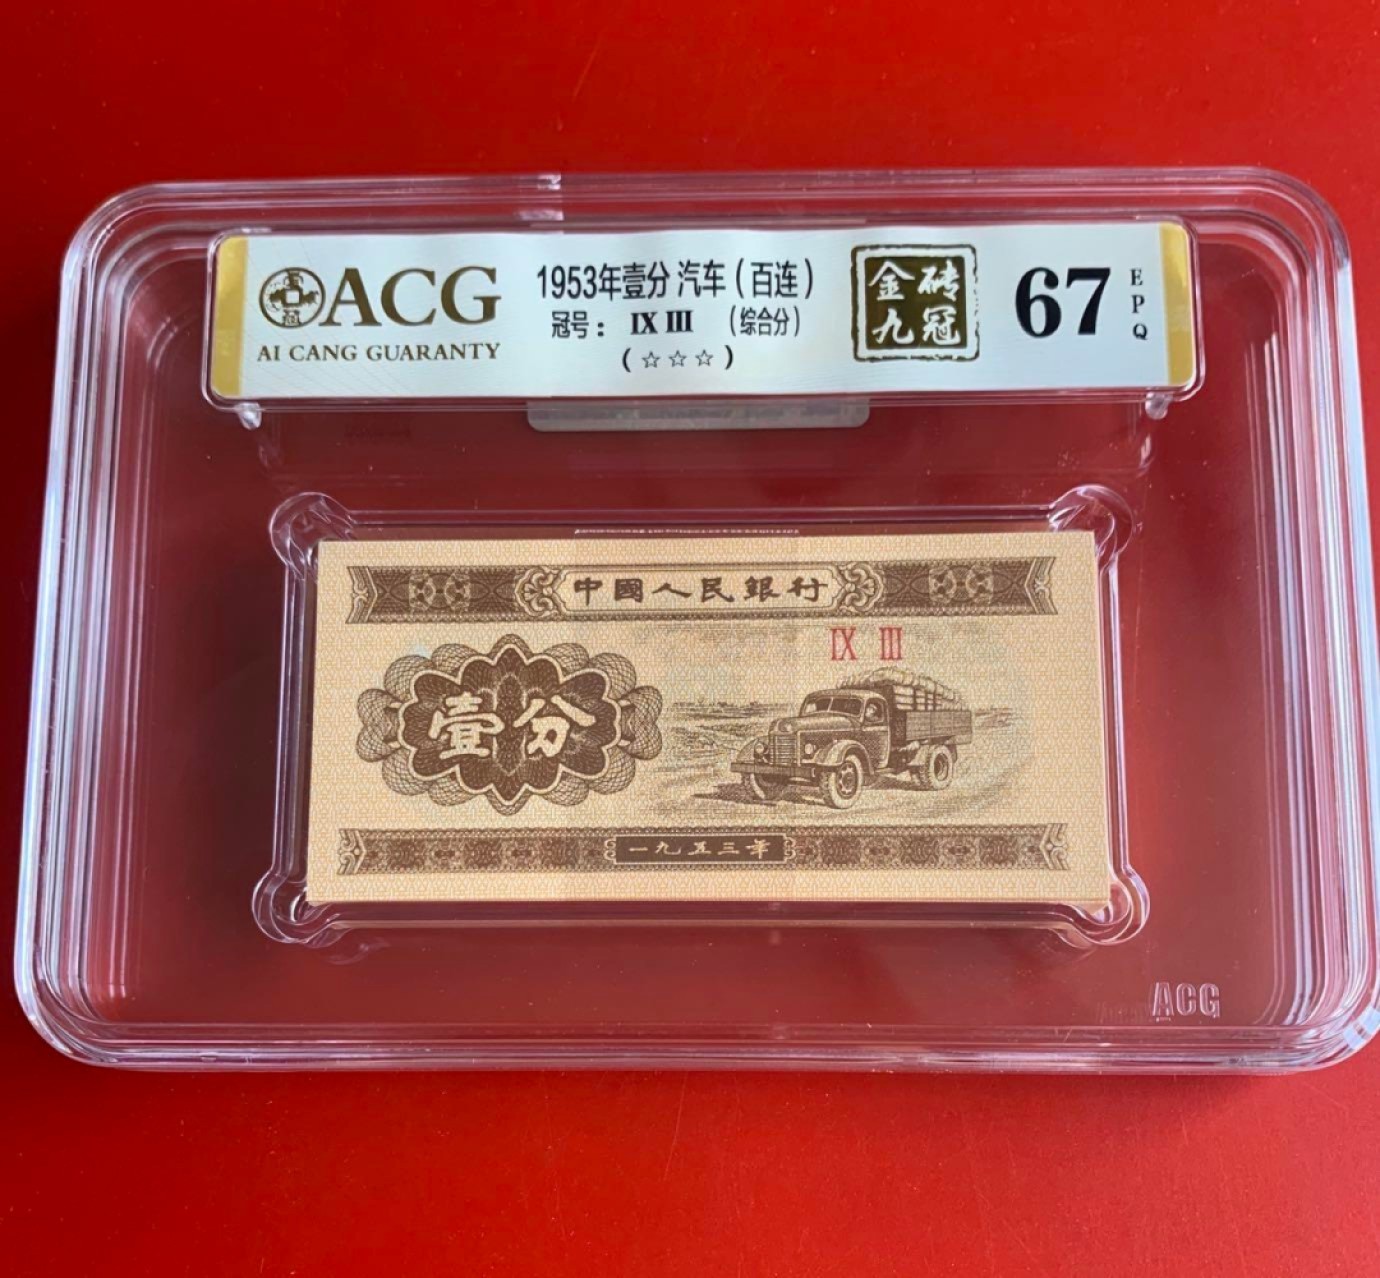 ACG
AI CANG GUARANTY
1953年壹分 汽车(百连)
冠号: IX III (综合分)
(☆☆☆)
金砖
九冠
67
EPQ
中國人民銀行
IX III
壹分
一九五三年
ACG